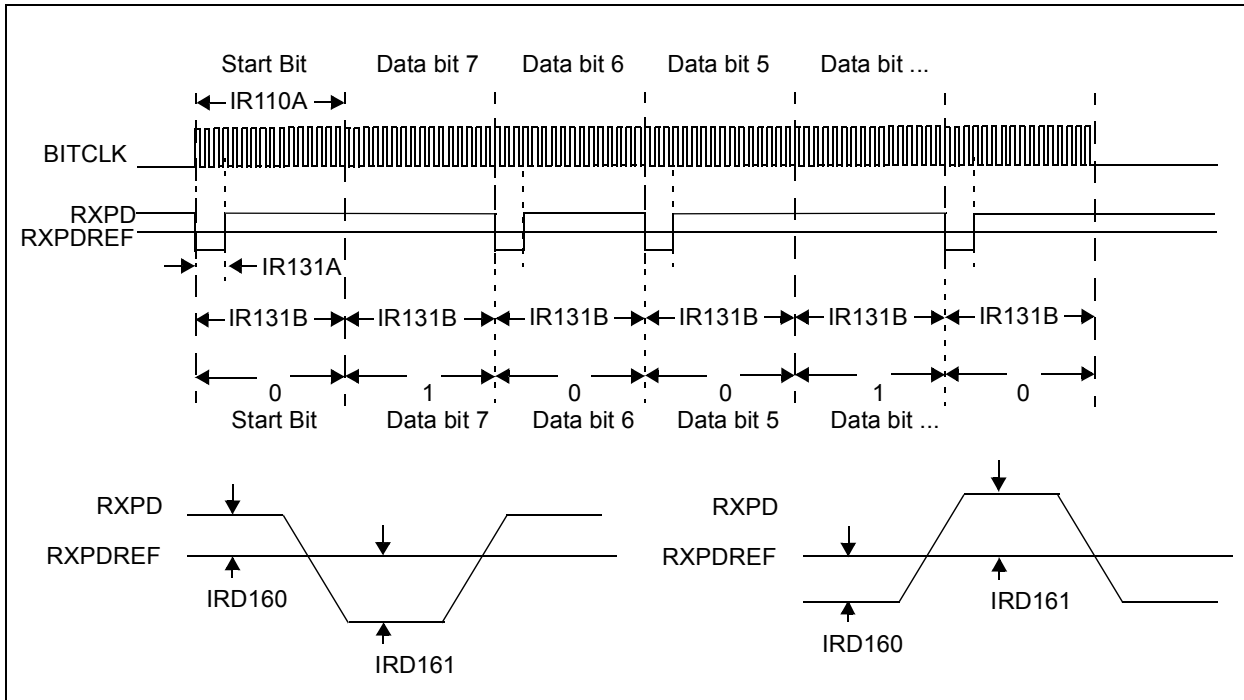 Start Bit Data bit 7 Data bit 6 Data bit 5 Data bit ...
IR110A
BITCLK
RXPD
RXPDREF
IR131A
IR131B IR131B IR131B IR131B IR131B IR131B
0 1 0 0 1 0
Start Bit Data bit 7 Data bit 6 Data bit 5 Data bit ...
RXPD
RXPDREF
IRD160
IRD161
RXPD
RXPDREF
IRD161
IRD160